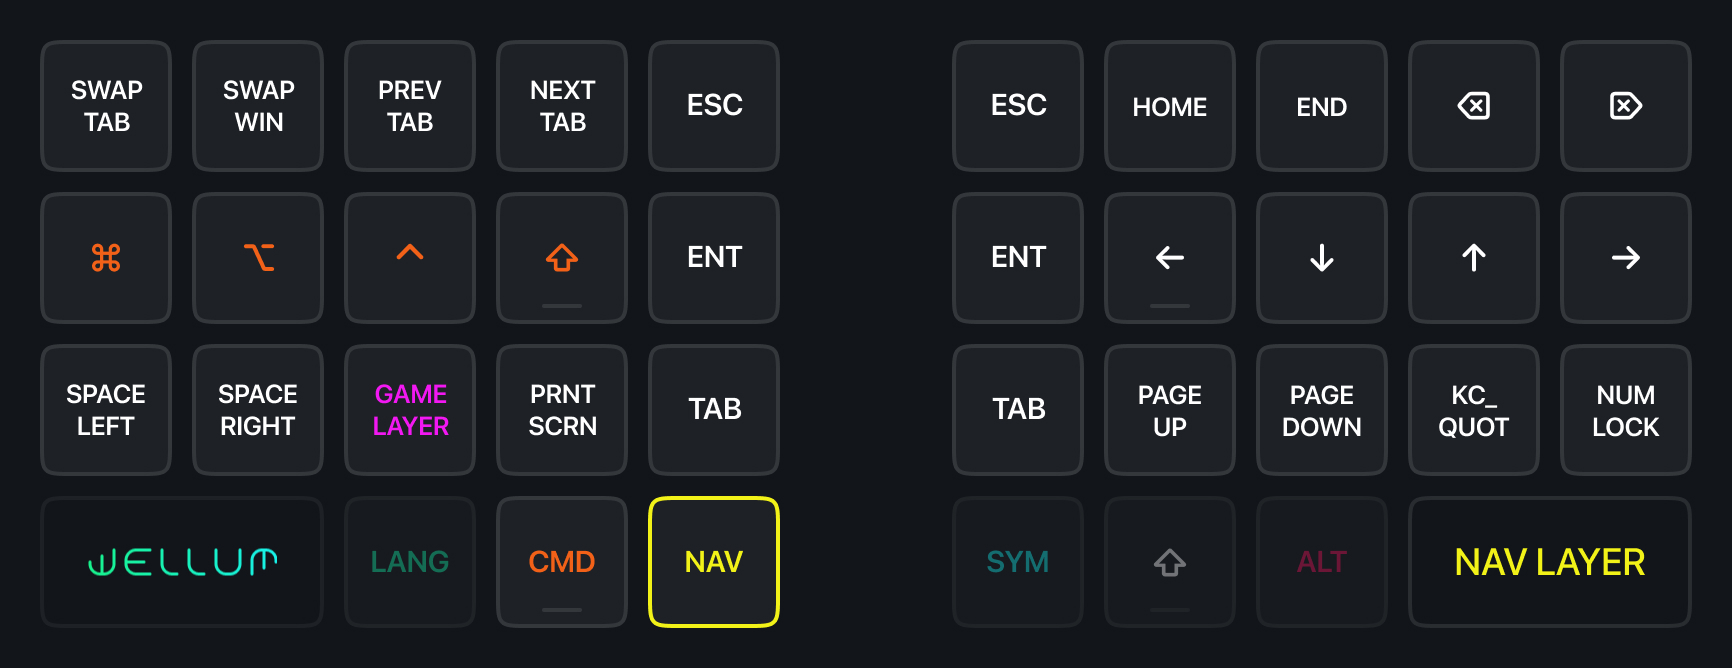 SWAP
TAB
SWAP
WIN
PREV
TAB
NEXT
TAB
ESC
ESC
HOME
END
⌘
⌥
^
ENT
ENT
←
↓
↑
→
SPACE
LEFT
SPACE
RIGHT
GAME
LAYER
PRNT
SCRN
TAB
TAB
PAGE
UP
PAGE
DOWN
KC_
QUOT
NUM
LOCK
WELLUM
LANG
CMD
NAV
SYM
ALT
NAV LAYER